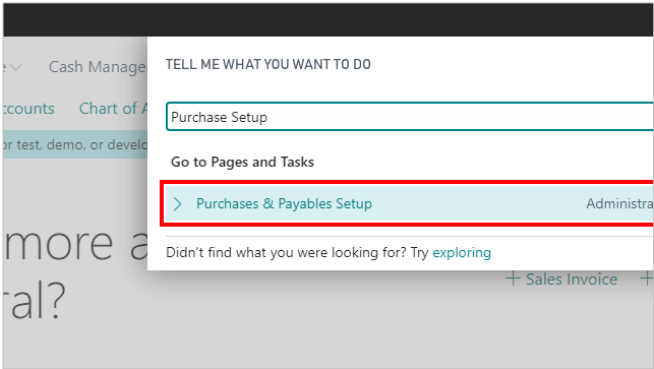 TELL ME WHAT YOU WANT TO DO
Cash Manage
Purchase Setup
ccounts Chart of A
or test, demo, or develo
Go to Pages and Tasks
Purchases & Payables Setup Administra
more a
Didn't find what you were looking for? Try exploring
+ Sales Invoice +
ral?